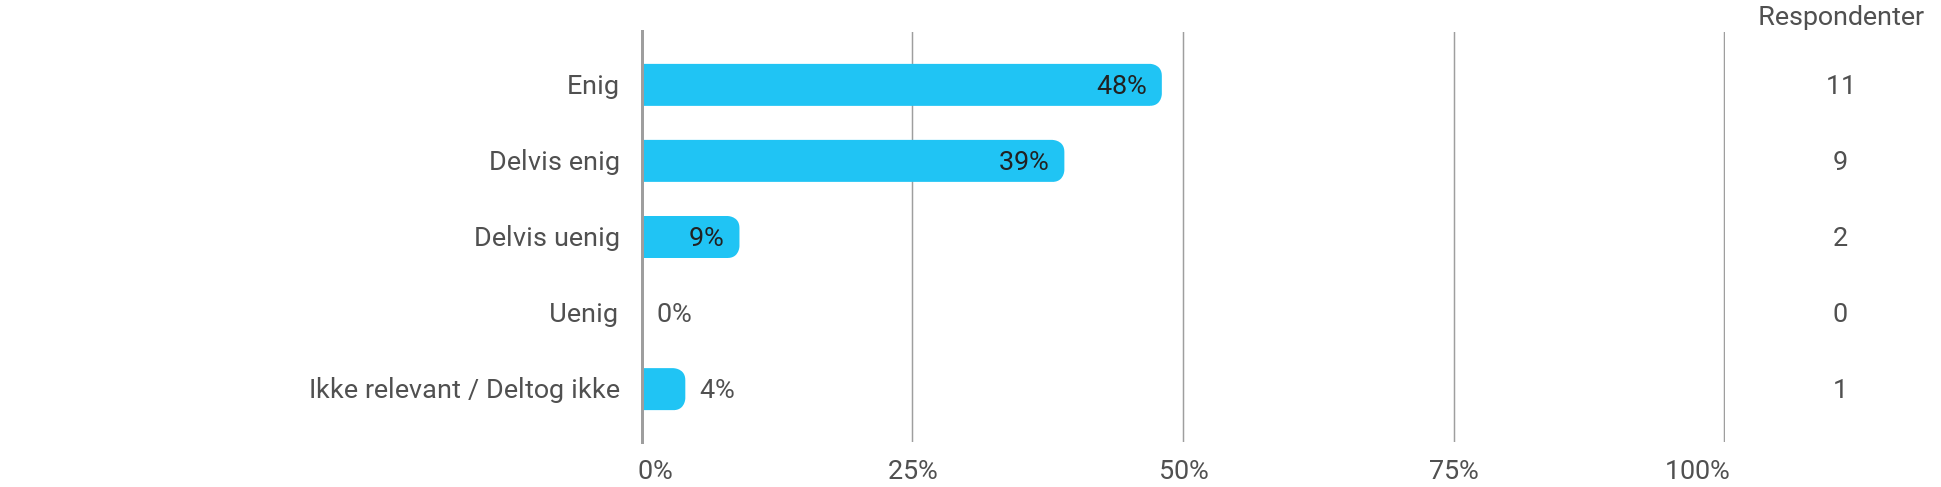 Respondenter
Enig 48% 11
Delvis enig 39% 9
Delvis uenig 9% 2
Uenig 0% 0
Ikke relevant / Deltog ikke 4% 1
0% 25% 50% 75% 100%